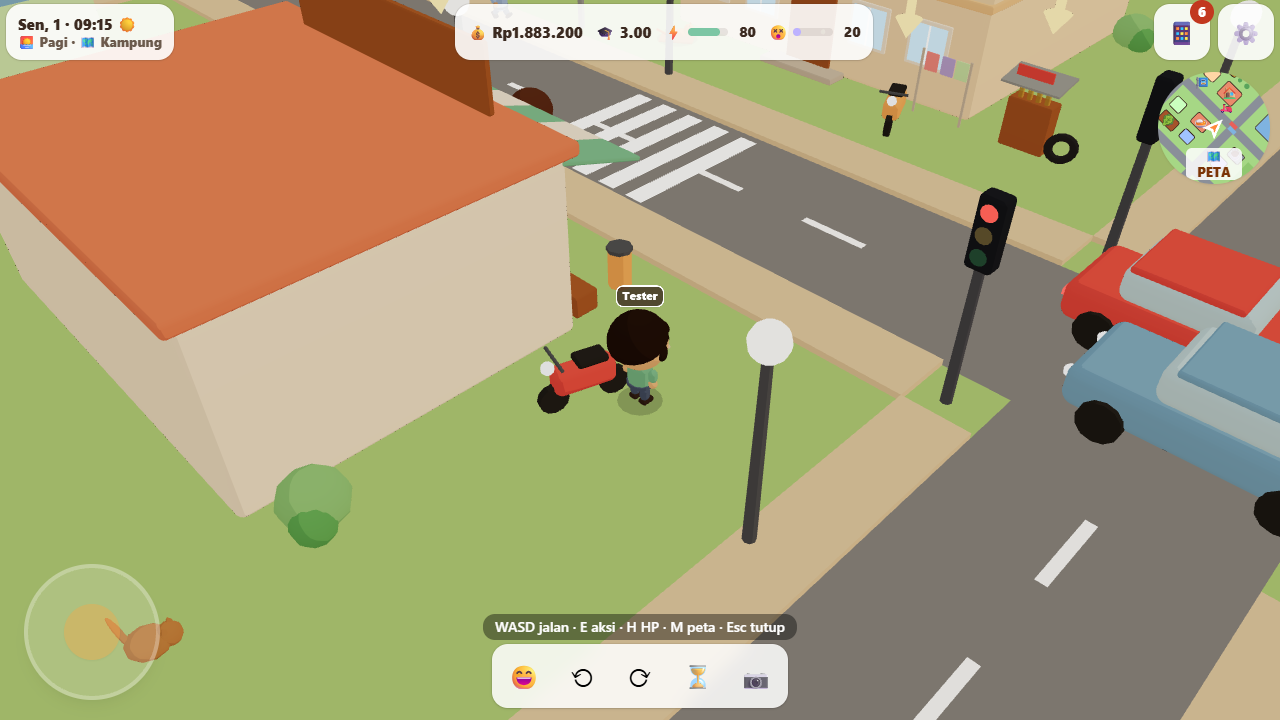 Sen, 1 · 09:15
Pagi · Kampung
Rp1.883.200
3.00
80
20
6
PETA
Tester
WASD jalan · E aksi · H HP · M peta · Esc tutup